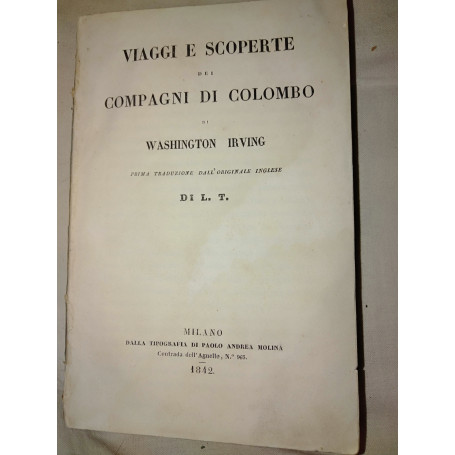 VIAGGI E SCOPERTE
DEI
COMPAGNI DI COLOMBO
DI
WASHINGTON IRVING
PRIMA TRADUZIONE DALL'ORIGINALE INGLESE
DI L. T.
MILANO
DALLA TIPOGRAFIA DI PAOLO ANDREA MOLINA
Contrada dell'Agnello, N.° 963.
1842.